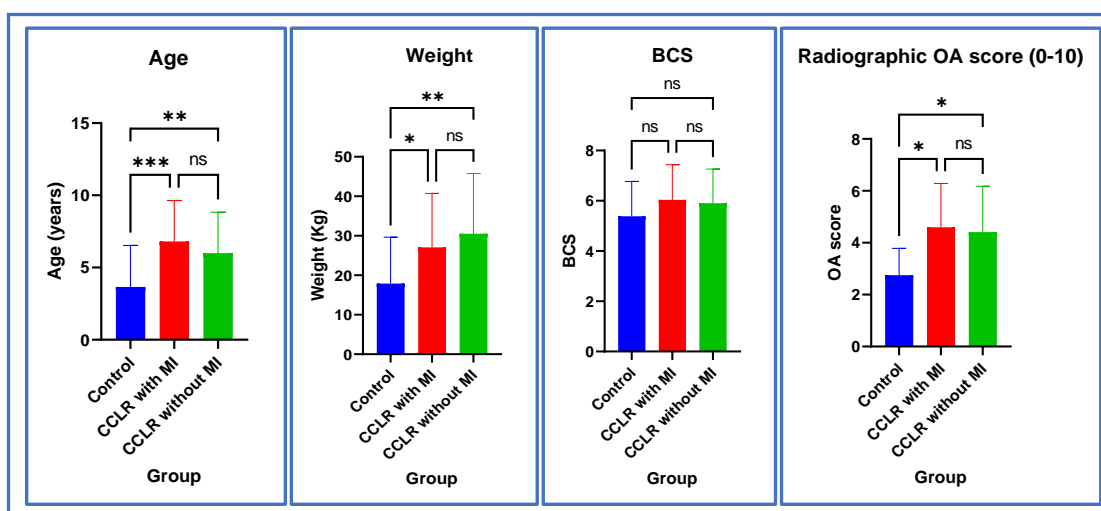 Age
**
***
ns
15
10
5
0
Age (years)
Control
CCLR with MI
CCLR without MI
Group
Weight
**
*
ns
50
40
30
20
10
0
Weight (Kg)
Control
CCLR with MI
CCLR without MI
Group
BCS
ns
ns
ns
8
6
4
2
0
BCS
Control
CCLR with MI
CCLR without MI
Group
Radiographic OA score (0-10)
*
*
ns
8
6
4
2
0
OA score
Control
CCLR with MI
CCLR without MI
Group